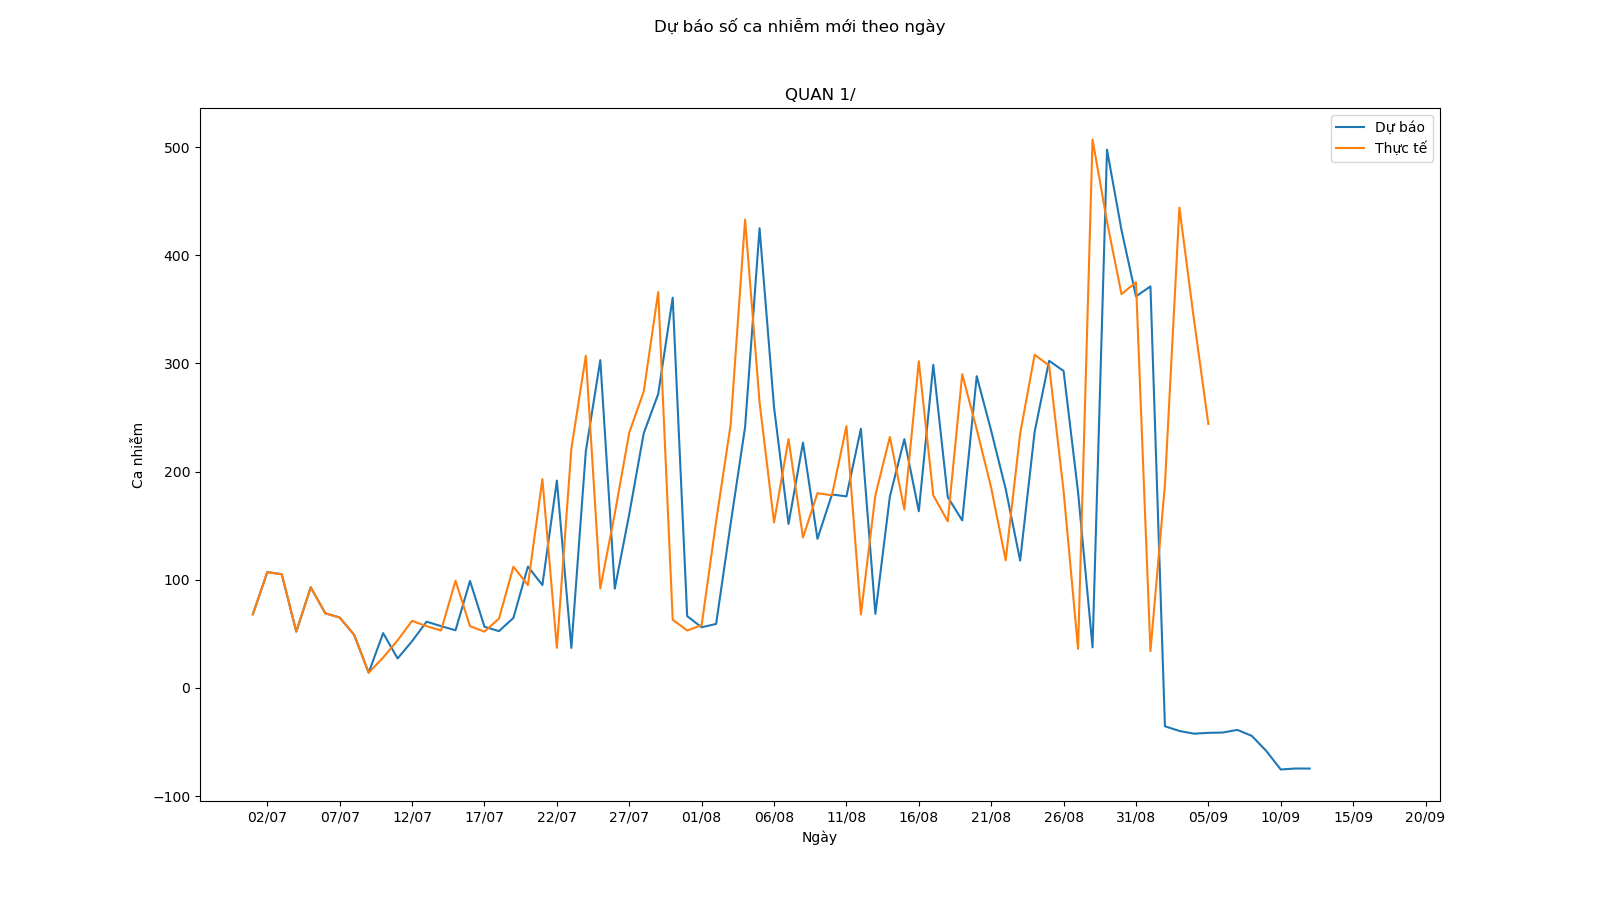 Dự báo số ca nhiễm mới theo ngày
QUAN 1/
Dự báo
Thực tế
500
400
300
200
100
0
−100
Ca nhiễm
02/07 07/07 12/07 17/07 22/07 27/07 01/08 06/08 11/08 16/08 21/08 26/08 31/08 05/09 10/09 15/09 20/09
Ngày